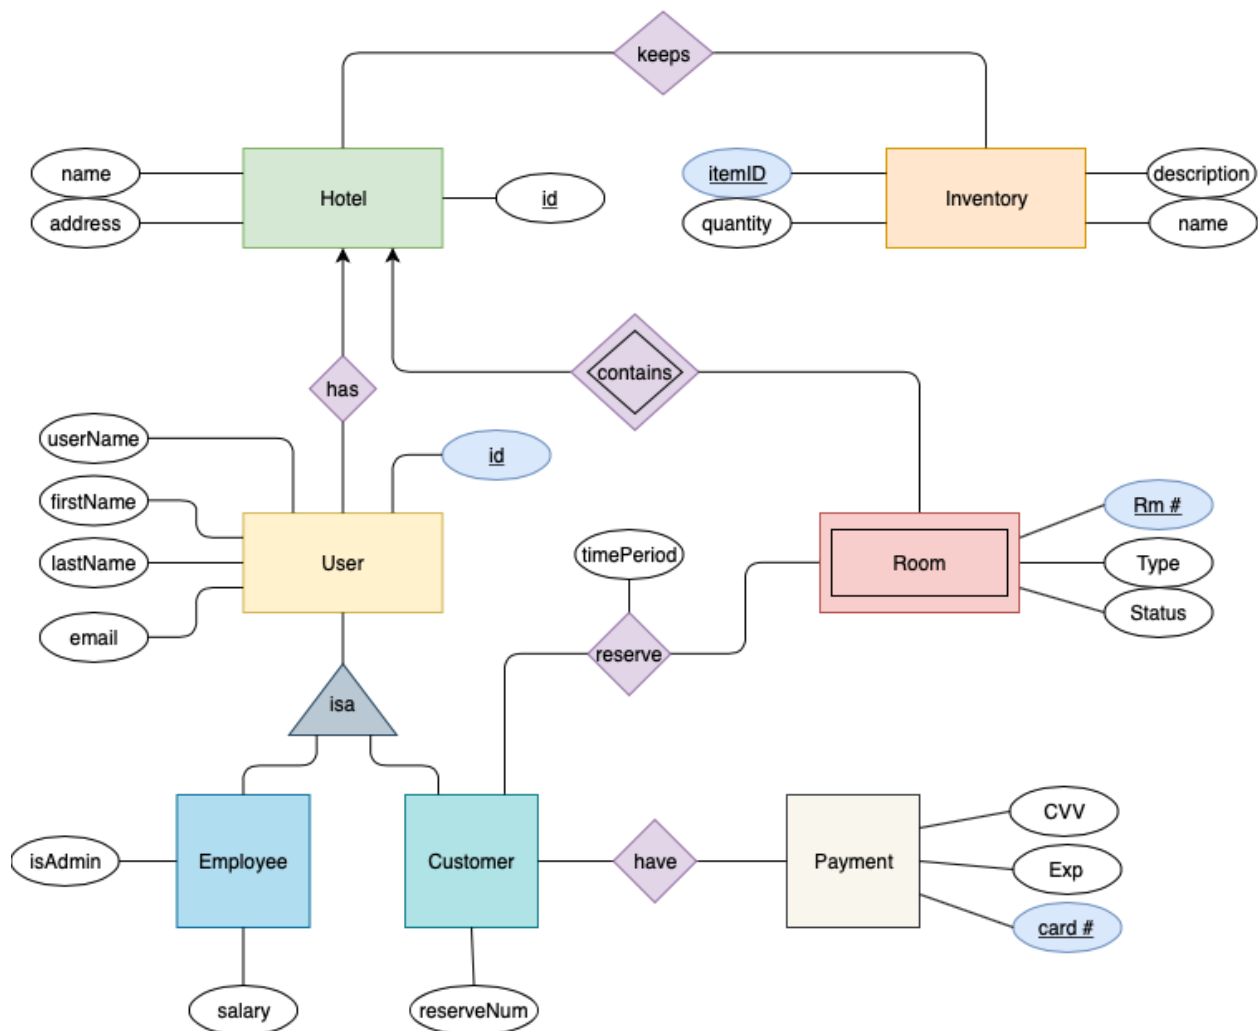 keeps
name
Hotel
id
address
itemID
quantity
Inventory
description
name
has
contains
userName
firstName
lastName
email
id
User
timePeriod
reserve
Room
Rm #
Type
Status
isa
isAdmin
Employee
salary
Customer
reserveNum
have
Payment
CVV
Exp
card #